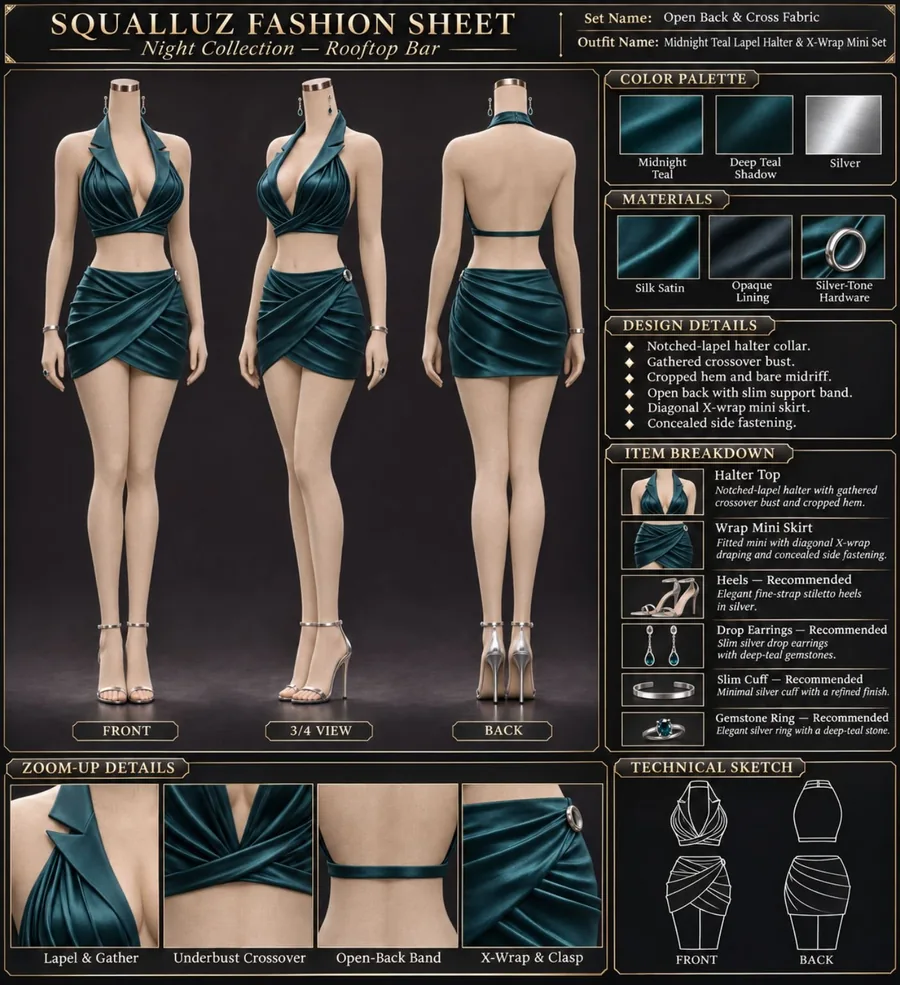 SQUALLUZ FASHION SHEET
Night Collection — Rooftop Bar
Set Name: Open Back & Cross Fabric
Outfit Name: Midnight Teal Lapel Halter & X-Wrap Mini Set
FRONT
3/4 VIEW
BACK
COLOR PALETTE
Midnight
Teal
Deep Teal
Shadow
Silver
MATERIALS
Silk Satin
Opaque
Lining
Silver-Tone
Hardware
DESIGN DETAILS
Notched-lapel halter collar.
Gathered crossover bust.
Cropped hem and bare midriff.
Open back with slim support band.
Diagonal X-wrap mini skirt.
Concealed side fastening.
ITEM BREAKDOWN
Halter Top
Notched-lapel halter with gathered
crossover bust and cropped hem.
Wrap Mini Skirt
Fitted mini with diagonal X-wrap
draping and concealed side fastening.
Heels — Recommended
Elegant fine-strap stiletto heels
in silver.
Drop Earrings — Recommended
Slim silver drop earrings
with deep-teal gemstones.
Slim Cuff — Recommended
Minimal silver cuff with a refined finish.
Gemstone Ring — Recommended
Elegant silver ring with a deep-teal stone.
ZOOM-UP DETAILS
Lapel & Gather
Underbust Crossover
Open-Back Band
X-Wrap & Clasp
TECHNICAL SKETCH
FRONT
BACK